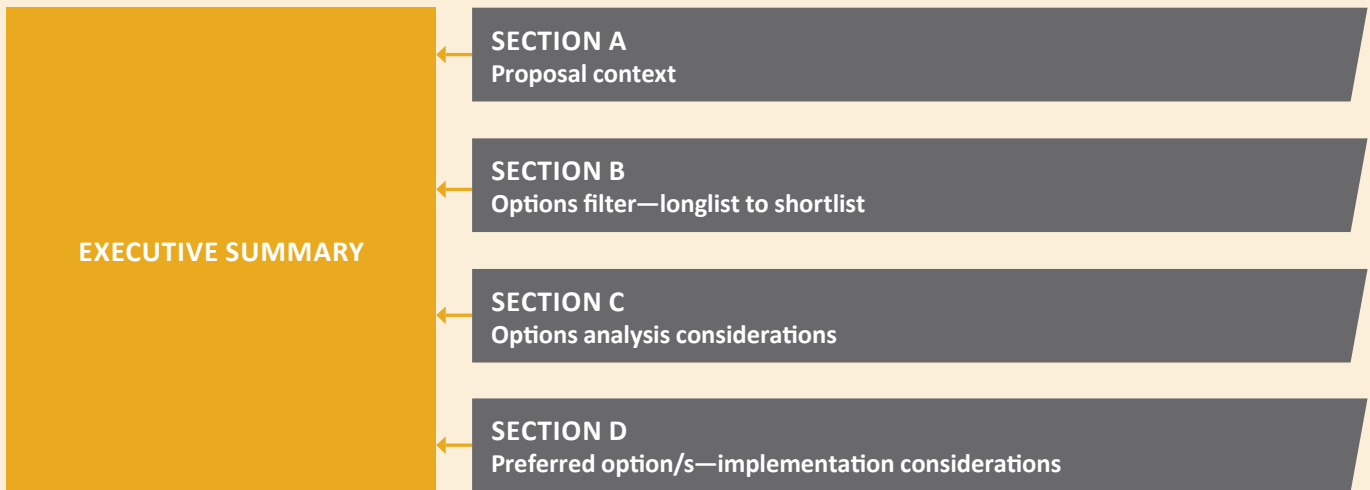 EXECUTIVE SUMMARY
SECTION A
Proposal context
SECTION B
Options filter—longlist to shortlist
SECTION C
Options analysis considerations
SECTION D
Preferred option/s—implementation considerations